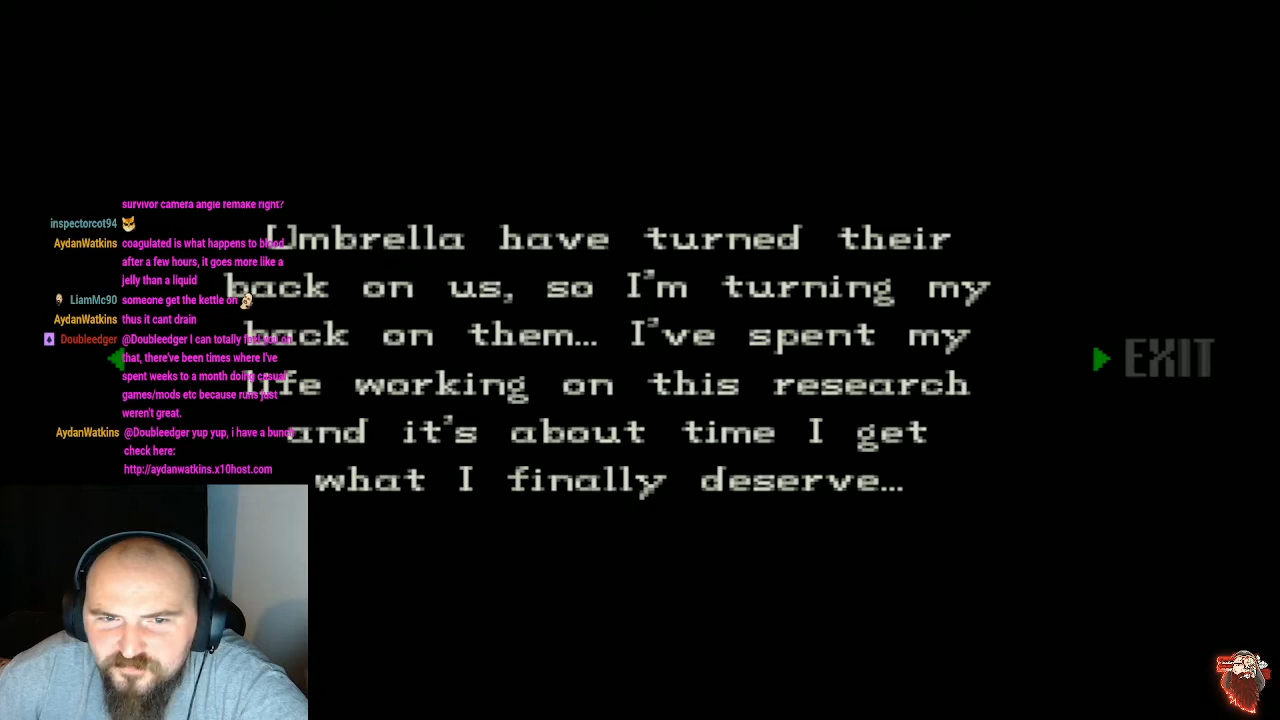 survivor camera angle remake right?
inspectorcot94
AydanWatkins coagulated is what happens to blood
after a few hours, it goes more like a
jelly than a liquid
LiamMc90 someone get the kettle on
AydanWatkins thus it cant drain
Doubleedger @Doubleedger I can totally feel you on
that, there've been times where I've
spent weeks to a month doing casual
games/mods etc because runs just
weren't great.
AydanWatkins @Doubleedger yup yup, i have a bunch
check here:
http://aydanwatkins.x10host.com
Umbrella have turned their
back on us, so I'm turning my
back on them... I've spent my
life working on this research
and it's about time I get
what I finally deserve...
EXIT